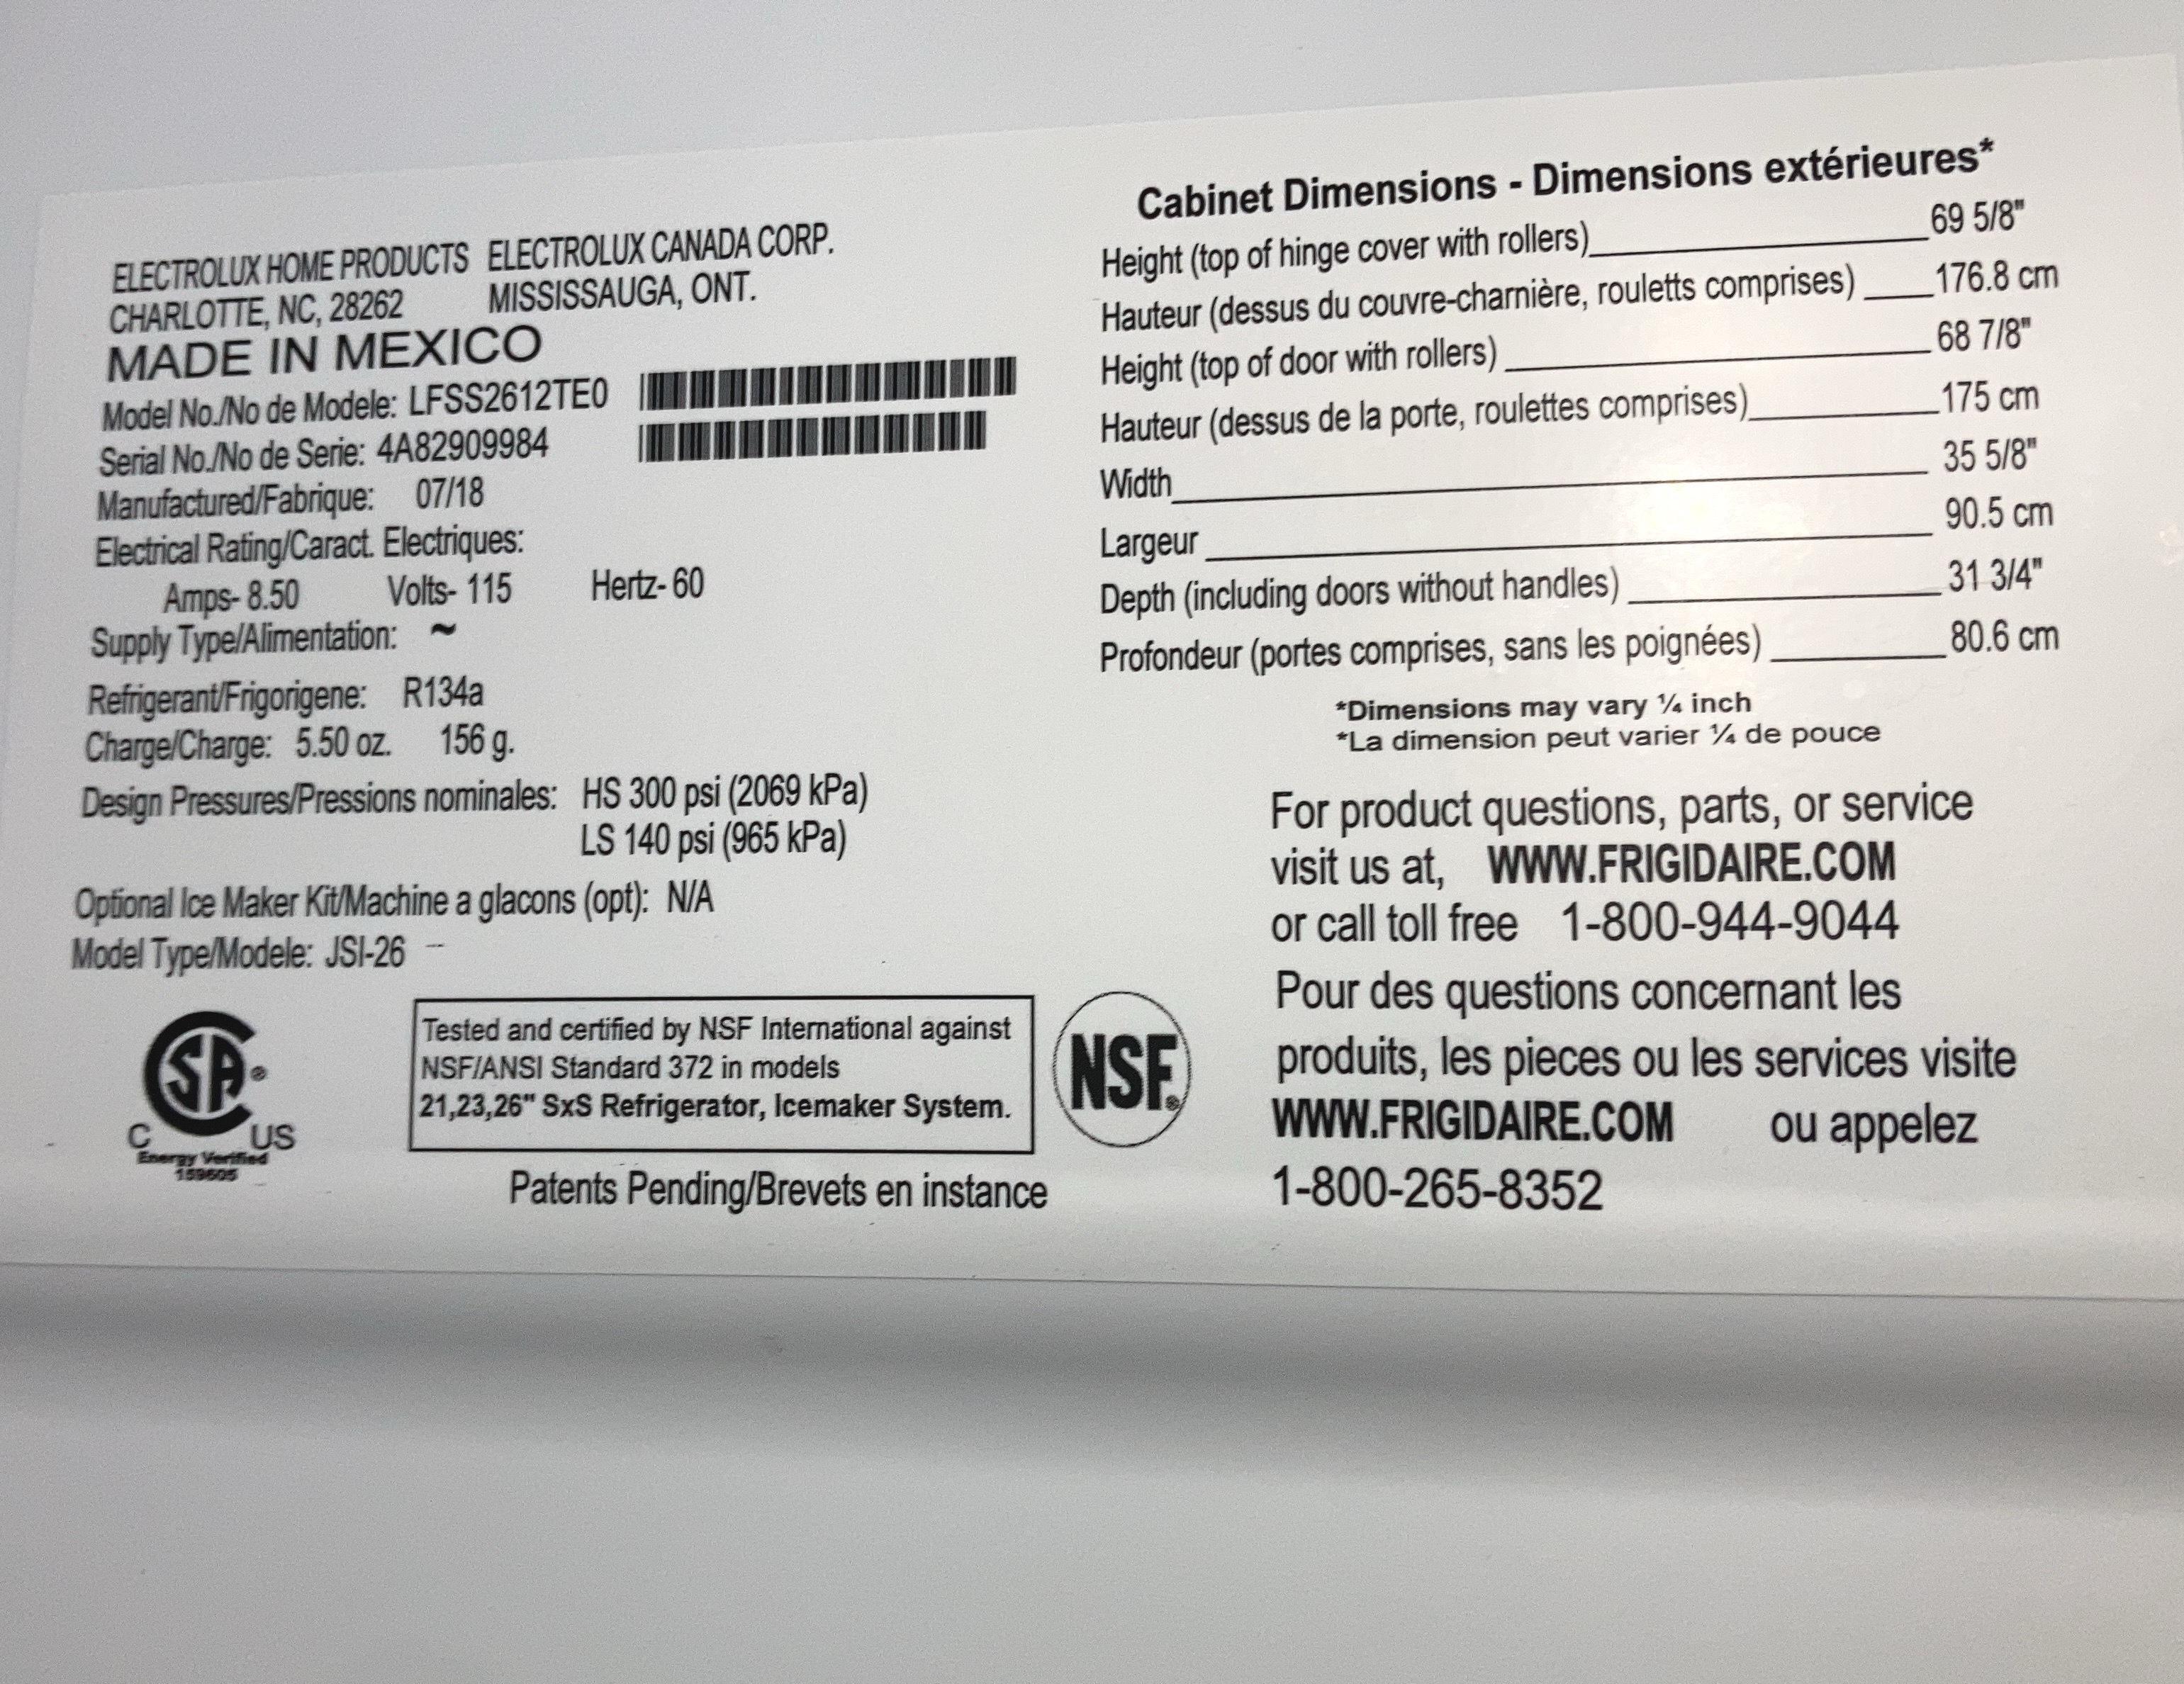 ELECTROLUX HOME PRODUCTS ELECTROLUX CANADA CORP.
CHARLOTTE, NC, 28262 MISSISSAUGA, ONT.
MADE IN MEXICO
Model No./No de Modele: LFSS2612TE0
Serial No./No de Serie: 4A82909984
Manufactured/Fabrique: 07/18
Electrical Rating/Caract. Electriques:
Amps- 8.50 Volts- 115 Hertz- 60
Supply Type/Alimentation: ~
Refrigerant/Frigorigene: R134a
Charge/Charge: 5.50 oz. 156 g.
Design Pressures/Pressions nominales: HS 300 psi (2069 kPa)
LS 140 psi (965 kPa)
Optional Ice Maker Kit/Machine a glacons (opt): N/A
Model Type/Modele: JSI-26 –
SA®
C US
Energy Verified
159605
Tested and certified by NSF International against
NSF/ANSI Standard 372 in models
21,23,26" SxS Refrigerator, Icemaker System.
NSF®
Patents Pending/Brevets en instance
Cabinet Dimensions - Dimensions extérieures*
Height (top of hinge cover with rollers) 69 5/8"
Hauteur (dessus du couvre-charnière, rouletts comprises) 176.8 cm
Height (top of door with rollers) 68 7/8"
Hauteur (dessus de la porte, roulettes comprises) 175 cm
Width 35 5/8"
Largeur 90.5 cm
Depth (including doors without handles) 31 3/4"
Profondeur (portes comprises, sans les poignées) 80.6 cm
*Dimensions may vary ¼ inch
*La dimension peut varier ¼ de pouce
For product questions, parts, or service
visit us at, WWW.FRIGIDAIRE.COM
or call toll free 1-800-944-9044
Pour des questions concernant les
produits, les pieces ou les services visite
WWW.FRIGIDAIRE.COM ou appelez
1-800-265-8352